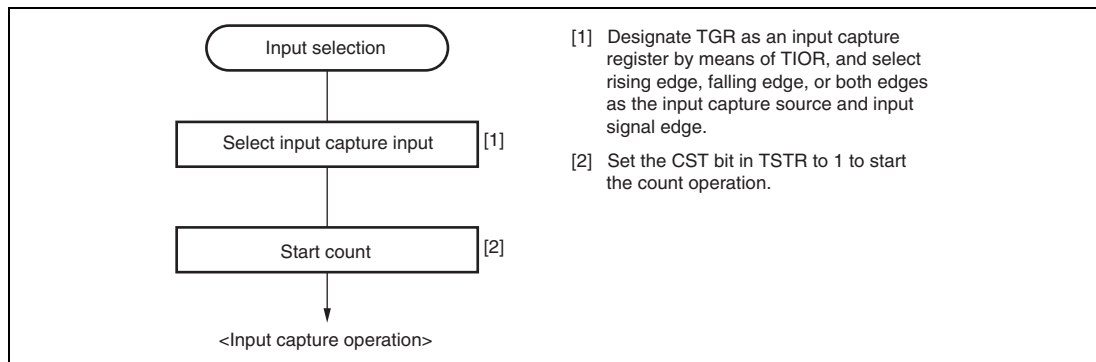 Input selection
Select input capture input
[1]
Start count
[2]
<Input capture operation>
[1] Designate TGR as an input capture
register by means of TIOR, and select
rising edge, falling edge, or both edges
as the input capture source and input
signal edge.
[2] Set the CST bit in TSTR to 1 to start
the count operation.